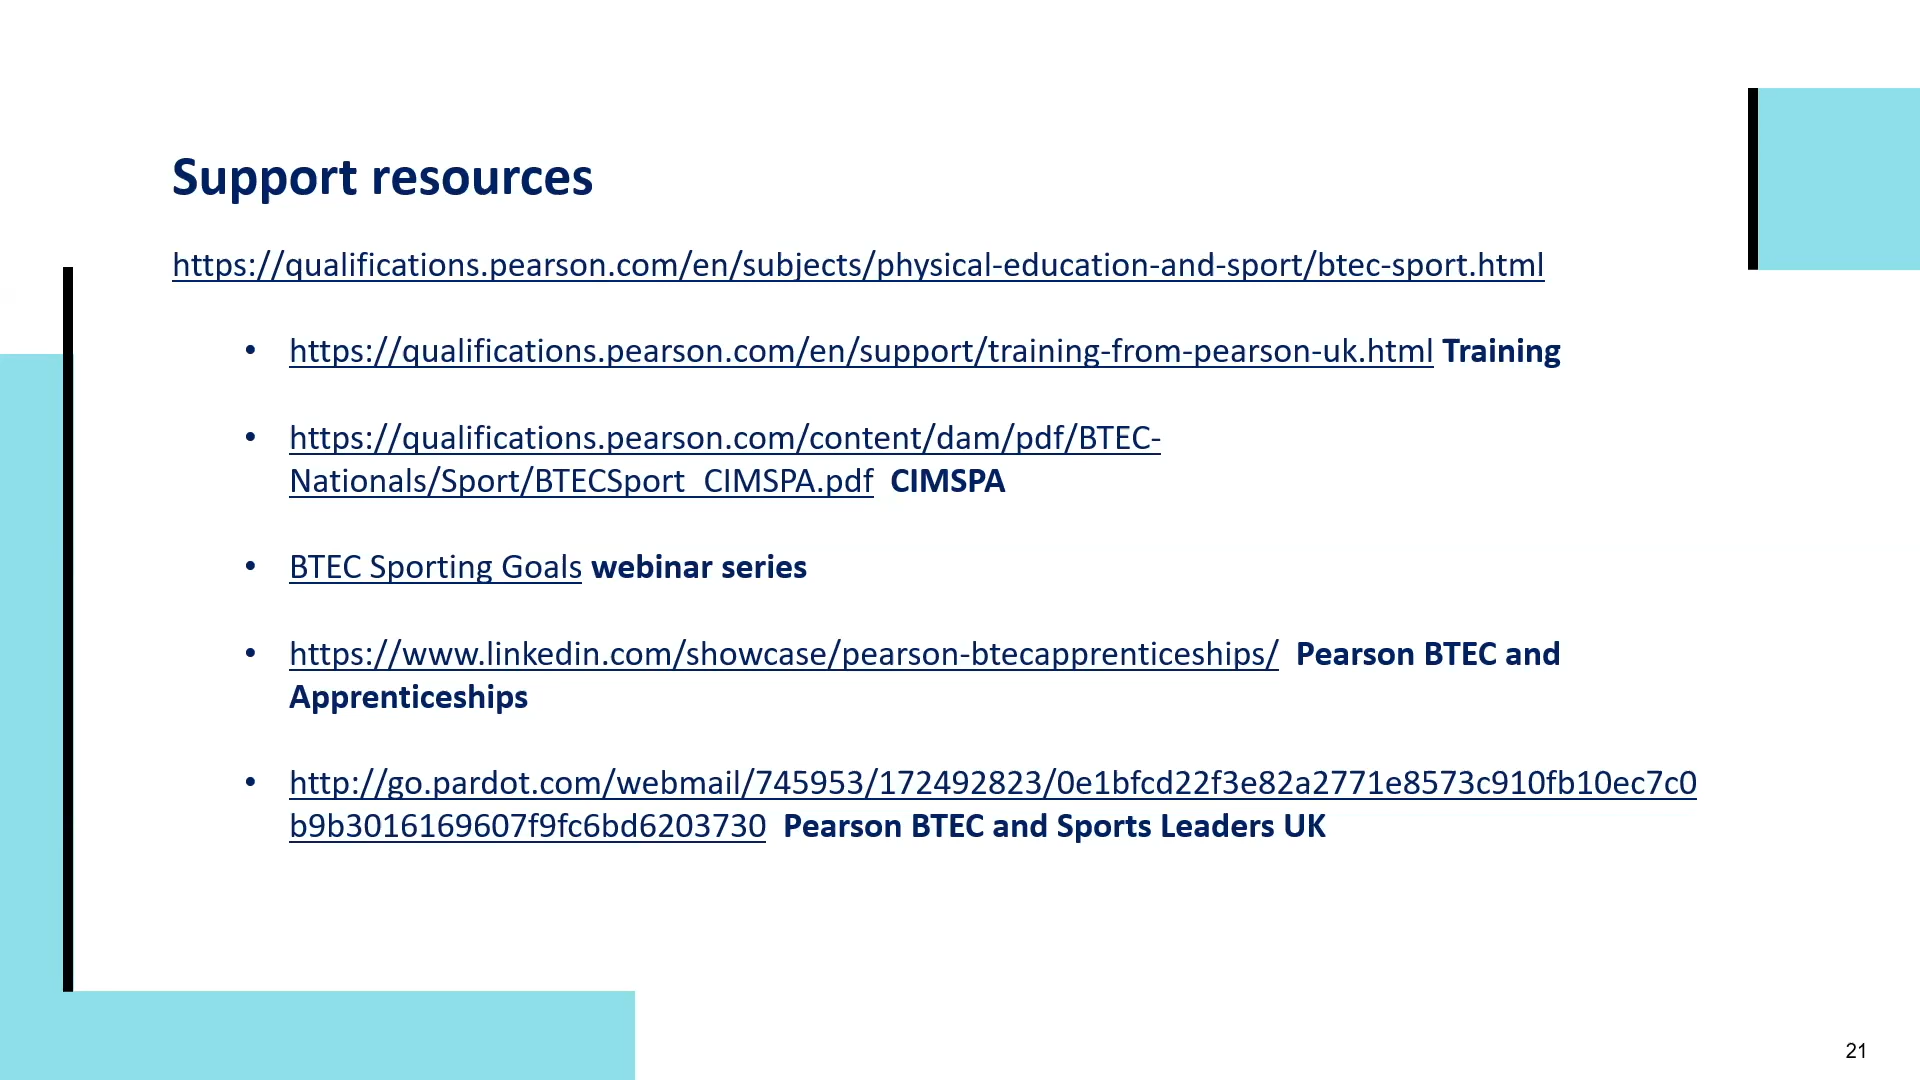 Support resources
https://qualifications.pearson.com/en/subjects/physical-education-and-sport/btec-sport.html
• https://qualifications.pearson.com/en/support/training-from-pearson-uk.html Training
• https://qualifications.pearson.com/content/dam/pdf/BTEC-
Nationals/Sport/BTECSport_CIMSPA.pdf CIMSPA
• BTEC Sporting Goals webinar series
• https://www.linkedin.com/showcase/pearson-btecapprenticeships/ Pearson BTEC and
Apprenticeships
• http://go.pardot.com/webmail/745953/172492823/0e1bfcd22f3e82a2771e8573c910fb10ec7c0
b9b3016169607f9fc6bd6203730 Pearson BTEC and Sports Leaders UK
21